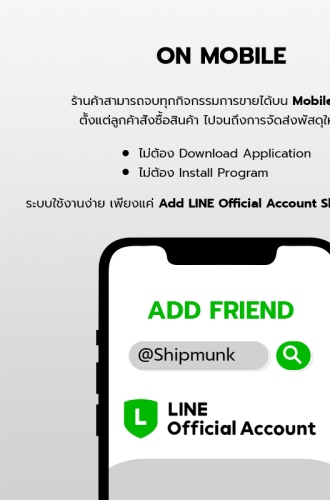 ON MOBILE
ร้านค้าสามารถจบทุกกิจกรรมการขายได้บน Mobile
ตั้งแต่ลูกค้าสั่งซื้อสินค้า ไปจนถึงการจัดส่งพัสดุ
ไม่ต้อง Download Application
ไม่ต้อง Install Program
ระบบใช้งานง่าย เพียงแค่ Add LINE Official Account
ADD FRIEND
@Shipmunk
LINE
Official Account